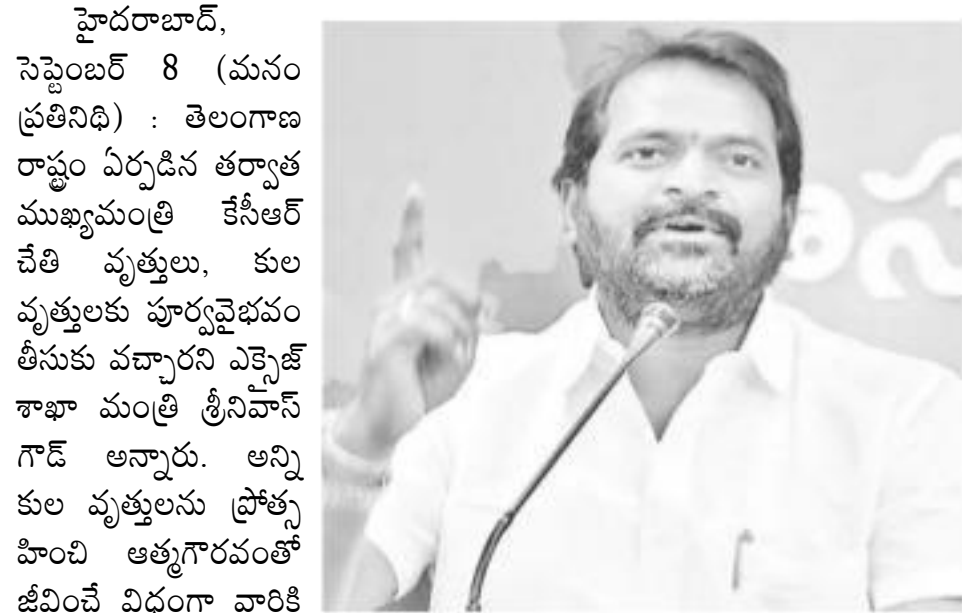 హైదరాబాద్,
సెప్టెంబర్ 8 (మనం
ప్రతినిధి) : తెలంగాణ
రాష్ట్రం ఏర్పడిన తర్వాత
ముఖ్యమంత్రి కేసీఆర్
చేతి వృత్తులు, కుల
వృత్తులకు పూర్వవైభవం
తీసుకు వచ్చారని ఎక్సైజ్
శాఖా మంత్రి శ్రీనివాస్
గౌడ్ అన్నారు. అన్ని
కుల వృత్తులను ప్రోత్స
హించి ఆత్మగౌరవంతో
జీవించే విధంగా వారికి